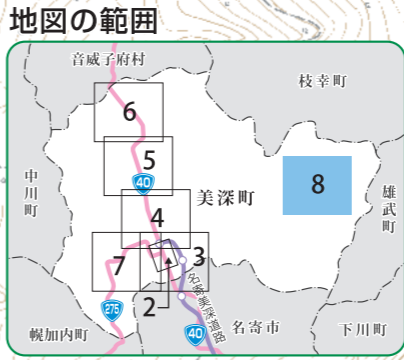 地図の範囲
音威子府村
枝幸町
6
中川町
5
40
美深町
8
雄武町
4
7
3
275
2
名寄美深道路
40
幌加内町
名寄市
下川町